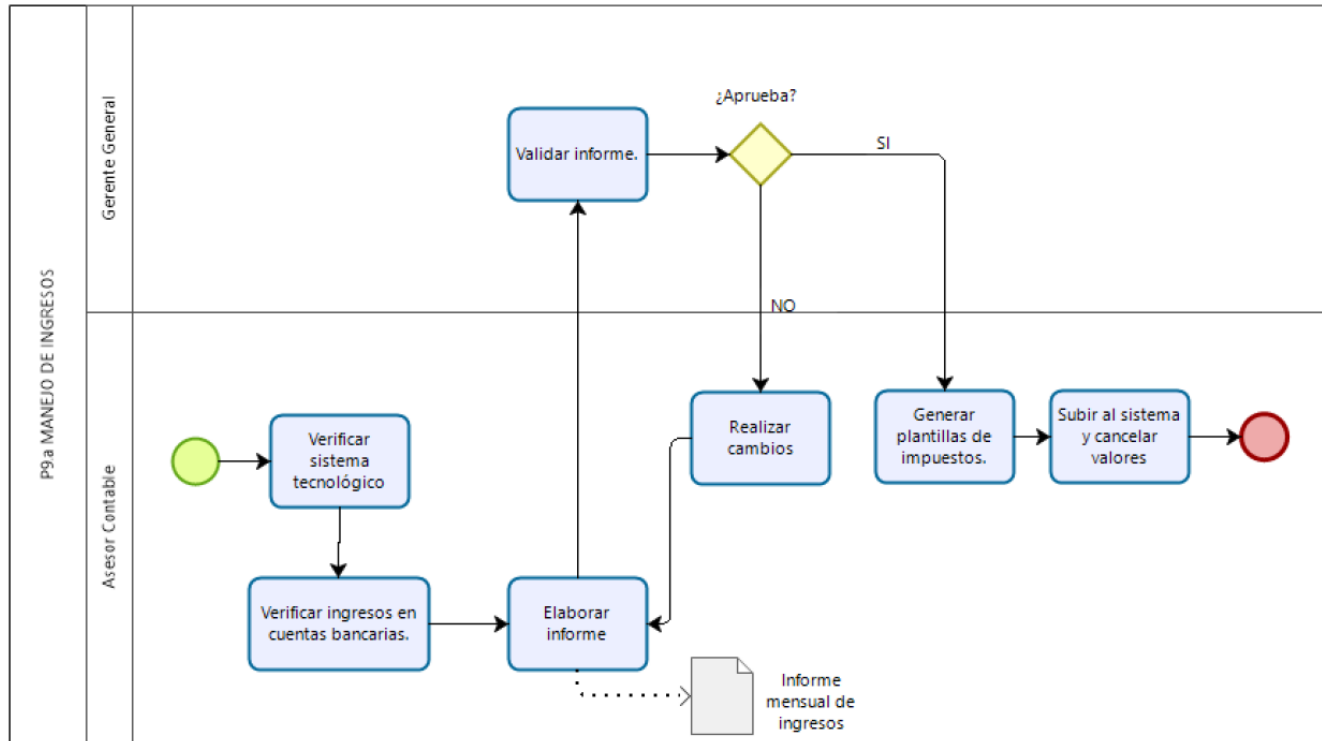 P9.a MANEJO DE INGRESOS
Gerente General
¿Aprueba?
Validar informe.
SI
NO
Asesor Contable
Verificar
sistema
tecnológico
Realizar
cambios
Generar
plantillas de
impuestos.
Subir al sistema
y cancelar
valores
Verificar ingresos en
cuentas bancarias.
Elaborar
informe
Informe
mensual de
ingresos